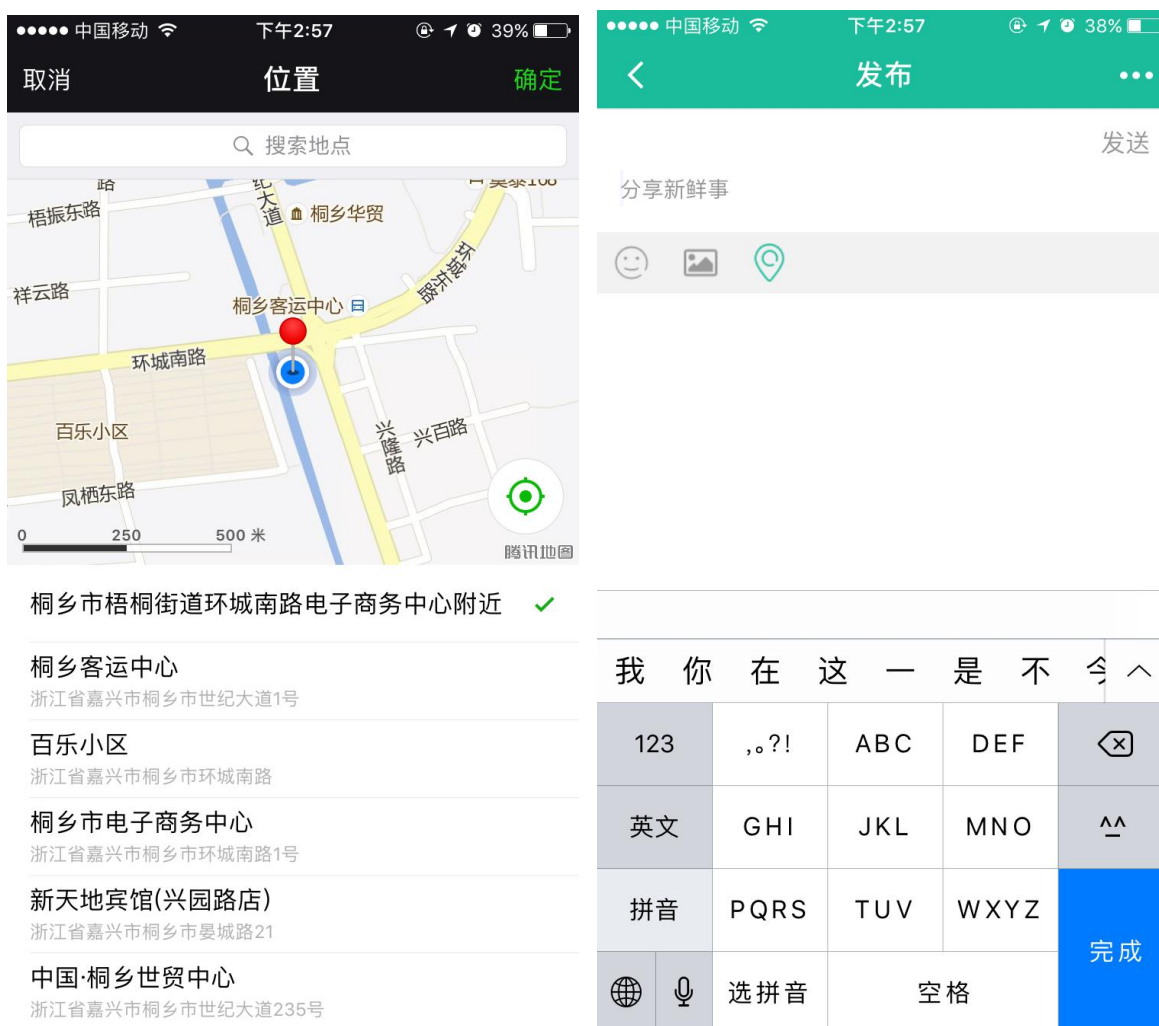 中国移动 下午2:57 39%
取消 位置 确定
搜索地点
路
纪大道
梧振东路
桐乡华贸
环城东路
祥云路
桐乡客运中心
环城南路
百乐小区
兴隆路
兴百路
凤栖东路
0 250 500 米
腾讯地图
桐乡市梧桐街道环城南路电子商务中心附近
桐乡客运中心
浙江省嘉兴市桐乡市世纪大道1号
百乐小区
浙江省嘉兴市桐乡市环城南路
桐乡市电子商务中心
浙江省嘉兴市桐乡市环城南路1号
新天地宾馆(兴园路店)
浙江省嘉兴市桐乡市晏城路21
中国·桐乡世贸中心
浙江省嘉兴市桐乡市世纪大道235号
中国移动 下午2:57 38%
发布
发送
分享新鲜事
我 你 在 这 一 是 不
123 ,。?! ABC DEF
英文 GHI JKL MNO ^^
拼音 PQRS TUV WXYZ
完成
选拼音 空格